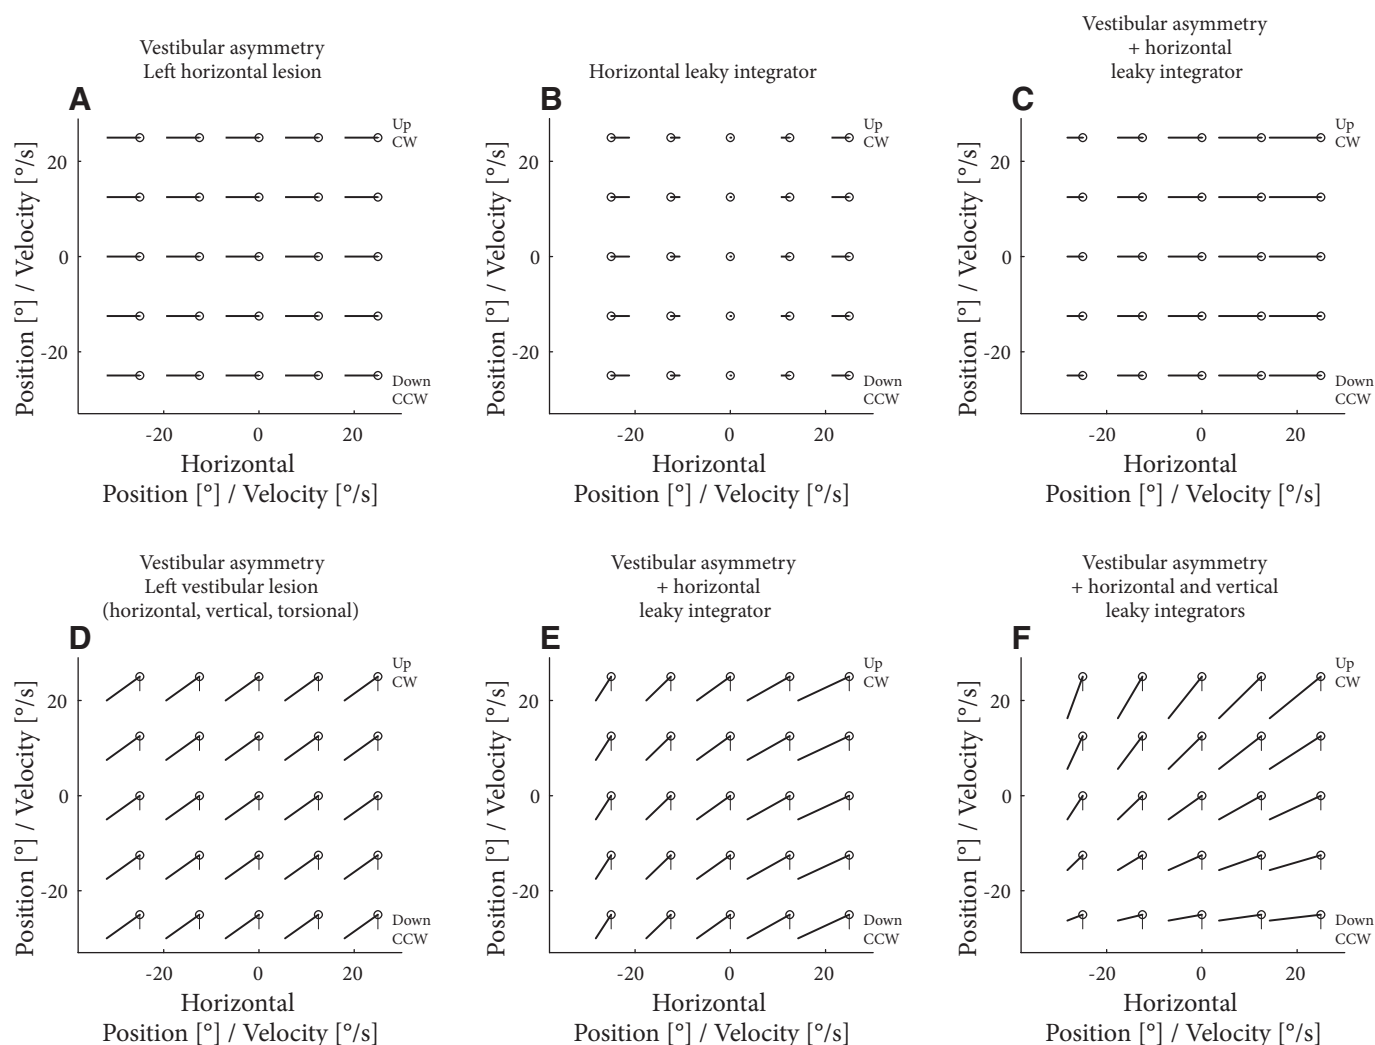 Vestibular asymmetry
Left horizontal lesion
A
Up
CW
20
0
-20
Down
CCW
Position [°] / Velocity [°/s]
-20 0 20
Horizontal
Position [°] / Velocity [°/s]
Horizontal leaky integrator
B
Up
CW
20
0
-20
Down
CCW
Position [°] / Velocity [°/s]
-20 0 20
Horizontal
Position [°] / Velocity [°/s]
Vestibular asymmetry
+ horizontal
leaky integrator
C
Up
CW
20
0
-20
Down
CCW
Position [°] / Velocity [°/s]
-20 0 20
Horizontal
Position [°] / Velocity [°/s]
Vestibular asymmetry
Left vestibular lesion
(horizontal, vertical, torsional)
D
Up
CW
20
0
-20
Down
CCW
Position [°] / Velocity [°/s]
-20 0 20
Horizontal
Position [°] / Velocity [°/s]
Vestibular asymmetry
+ horizontal
leaky integrator
E
Up
CW
20
0
-20
Down
CCW
Position [°] / Velocity [°/s]
-20 0 20
Horizontal
Position [°] / Velocity [°/s]
Vestibular asymmetry
+ horizontal and vertical
leaky integrators
F
Up
CW
20
0
-20
Down
CCW
Position [°] / Velocity [°/s]
-20 0 20
Horizontal
Position [°] / Velocity [°/s]